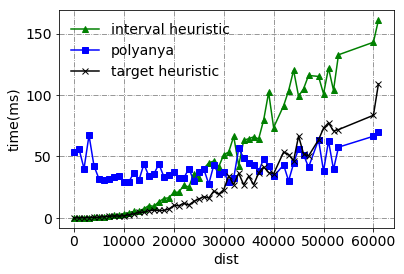 interval heuristic
polyanya
target heuristic
time(ms)
150
100
50
0
0 10000 20000 30000 40000 50000 60000
dist